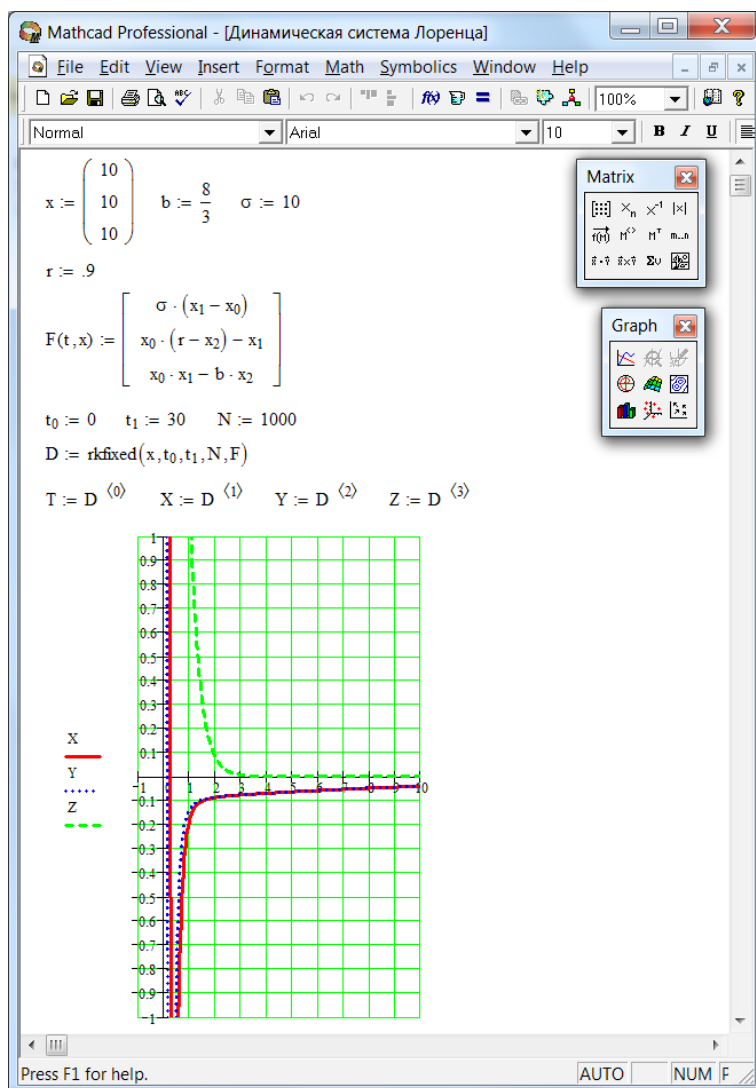 Mathcad Professional - [Динамическая система Лоренца]
File Edit View Insert Format Math Symbolics Window Help
100%
Normal Arial 10 B I U
x := ( 10 10 10 ) b := 8/3 σ := 10
r := .9
F(t,x) := [ σ · (x₁ − x₀)
x₀ · (r − x₂) − x₁
x₀ · x₁ − b · x₂ ]
t₀ := 0 t₁ := 30 N := 1000
D := rkfixed(x,t₀,t₁,N,F)
T := D ⟨0⟩ X := D ⟨1⟩ Y := D ⟨2⟩ Z := D ⟨3⟩
Matrix
[⁝⁝⁝] ×n ×⁻¹ |×|
f(M) M<> Mᵀ m..n
Συ
Graph
1
0.9
0.8
0.7
0.6
0.5
0.4
0.3
0.2
0.1
−1 0 1 2 3 4 5 6 7 8 9 10
−0.1
−0.2
−0.3
−0.4
−0.5
−0.6
−0.7
−0.8
−0.9
−1
X
Y
Z
Press F1 for help. AUTO NUM